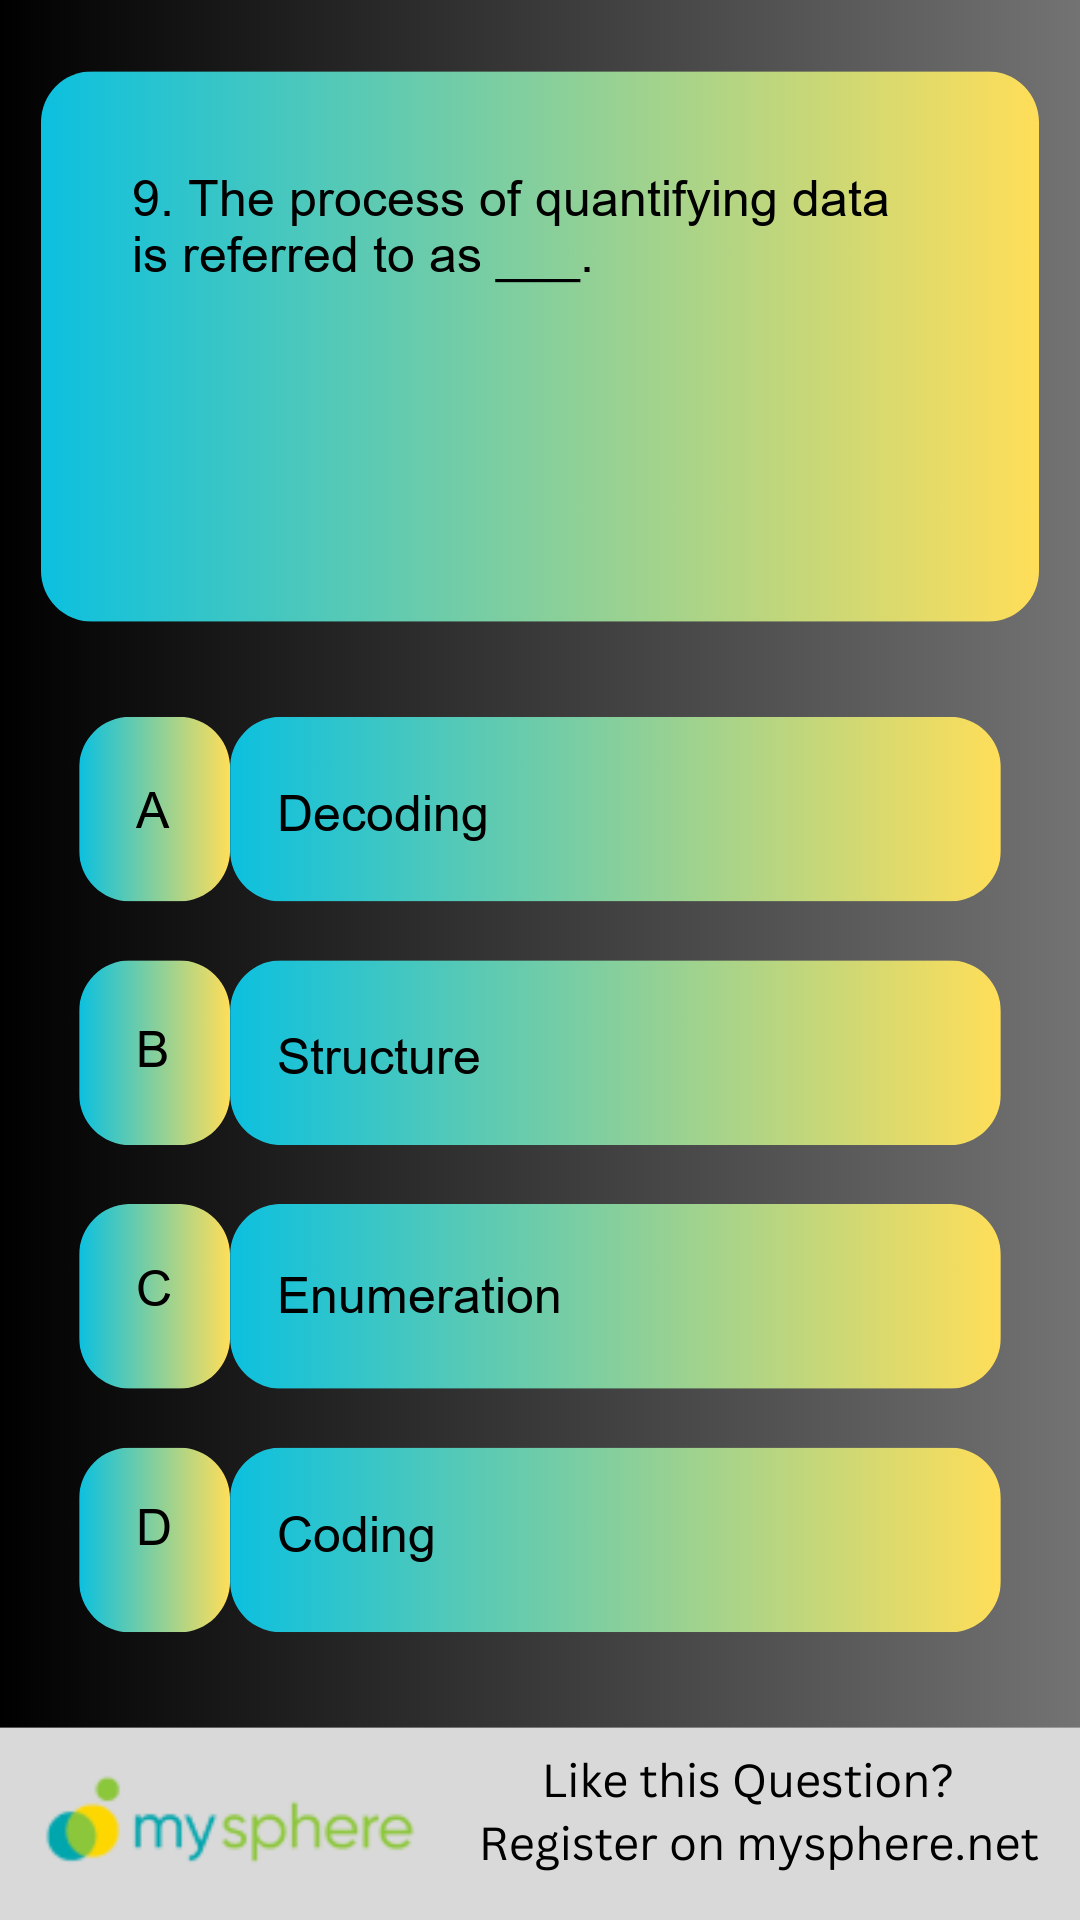 9. The process of quantifying data
is referred to as ___.
A
Decoding
B
Structure
C
Enumeration
D
Coding
mysphere
Like this Question?
Register on mysphere.net